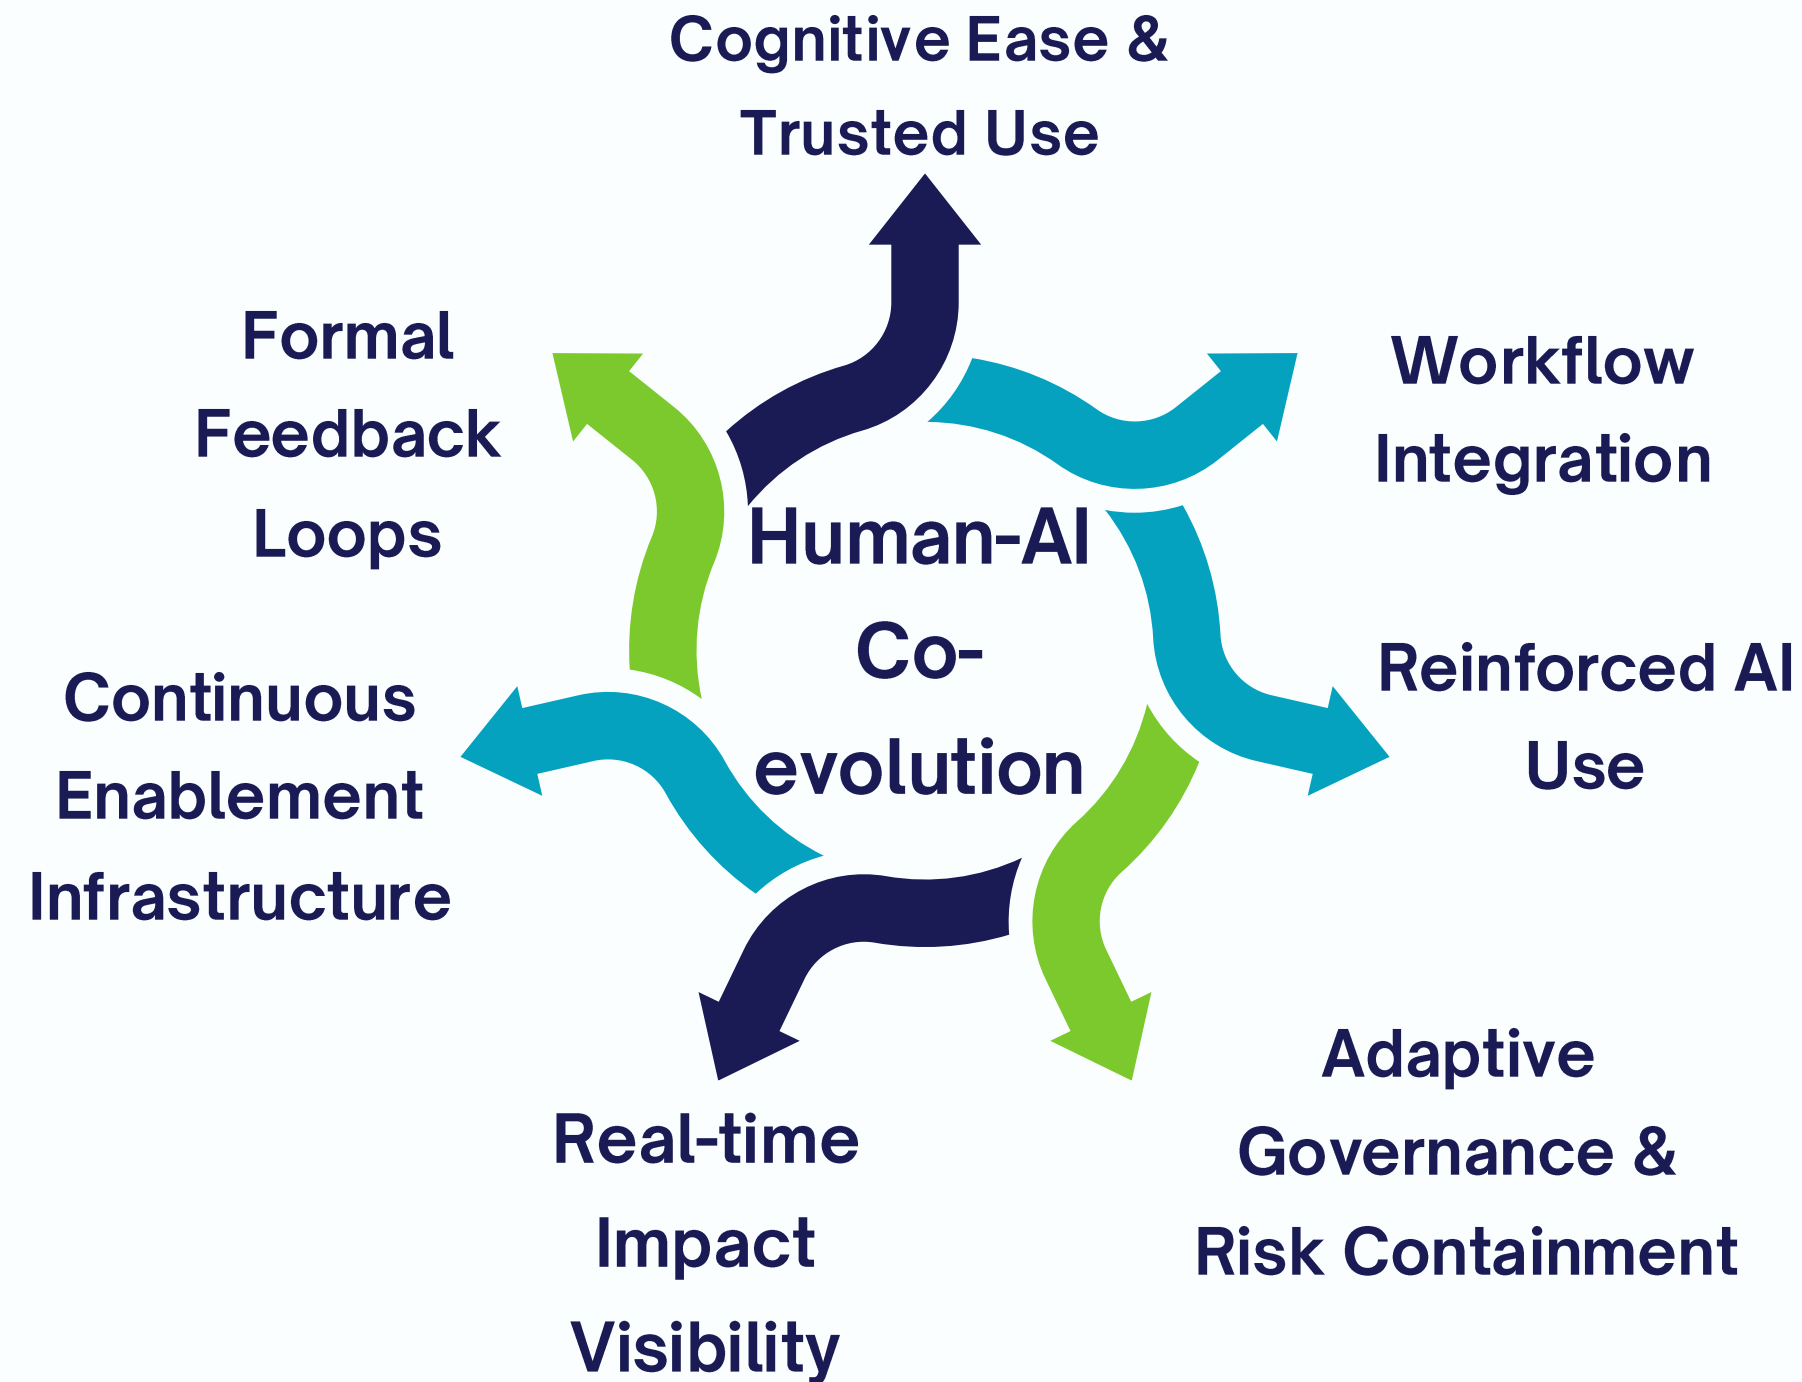 Cognitive Ease &
Trusted Use
Workflow
Integration
Reinforced AI
Use
Adaptive
Governance &
Risk Containment
Real-time
Impact
Visibility
Continuous
Enablement
Infrastructure
Formal
Feedback
Loops
Human-AI
Co-
evolution